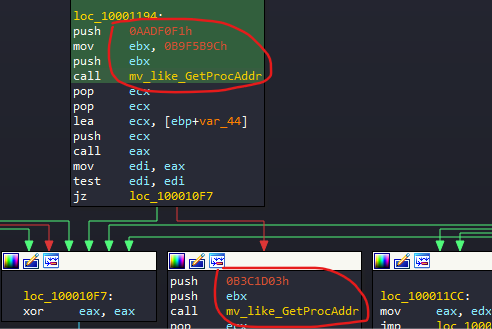 loc_10001194:
push 0AADF0F1h
mov ebx, 0B9F5B9Ch
push ebx
call mv_like_GetProcAddr
pop ecx
pop ecx
lea ecx, [ebp+var_44]
push ecx
call eax
mov edi, eax
test edi, edi
jz loc_100010F7
loc_100010F7:
xor eax, eax
push 0B3C1D03h
push ebx
call mv_like_GetProcAddr
pop ecx
loc_100011CC:
mov eax, ed
jmp loc_1000